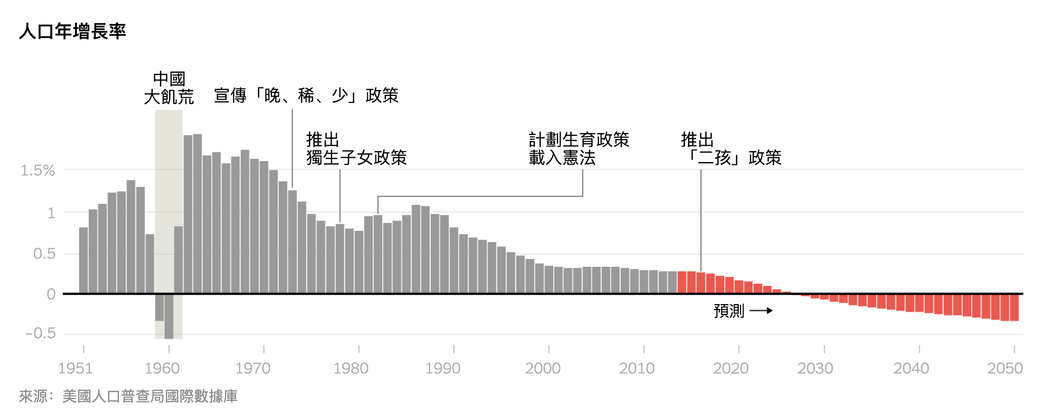 人口年增長率
中國
大飢荒
宣傳「晚、稀、少」政策
推出
獨生子女政策
計劃生育政策
載入憲法
推出
「二孩」政策
1.5%
1
0.5
0
–0.5
預測
1951
1960
1970
1980
1990
2000
2010
2020
2030
2040
2050
來源：美國人口普查局國際數據庫